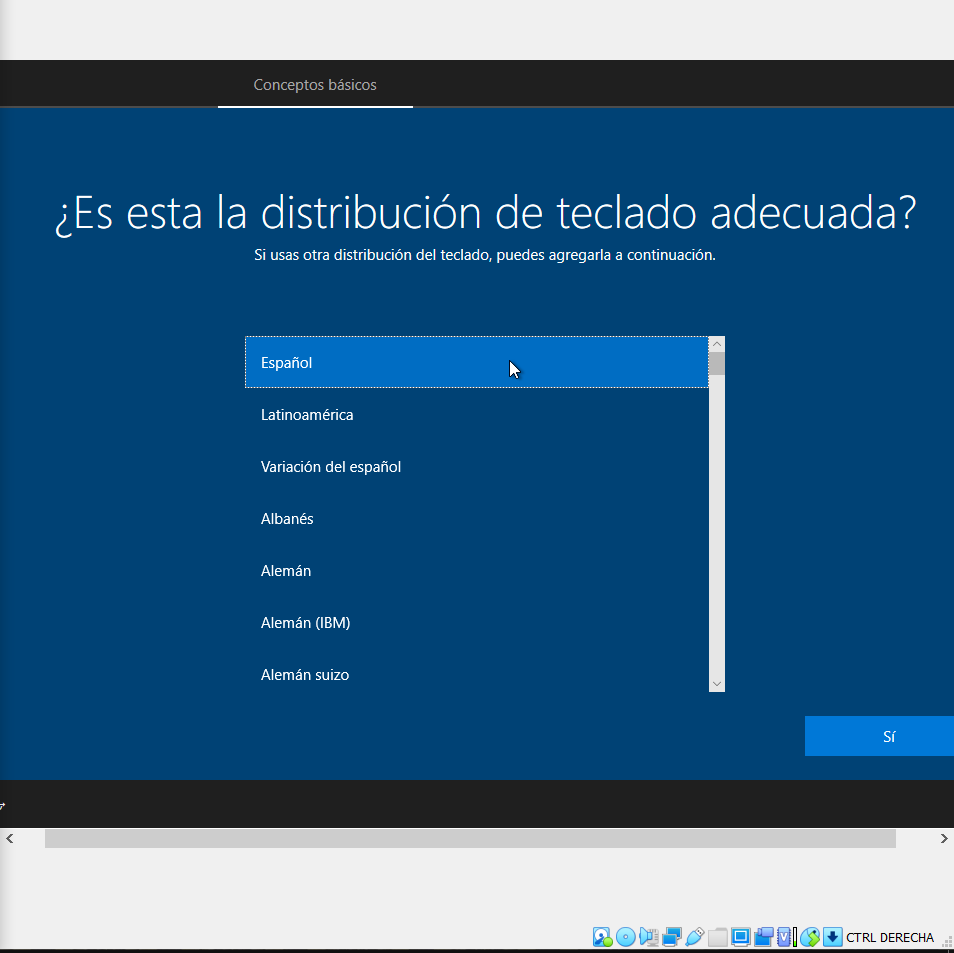 Conceptos básicos
¿Es esta la distribución de teclado adecuada?
Si usas otra distribución del teclado, puedes agregarla a continuación.
Español
Latinoamérica
Variación del español
Albanés
Alemán
Alemán (IBM)
Alemán suizo
Sí
CTRL DERECHA